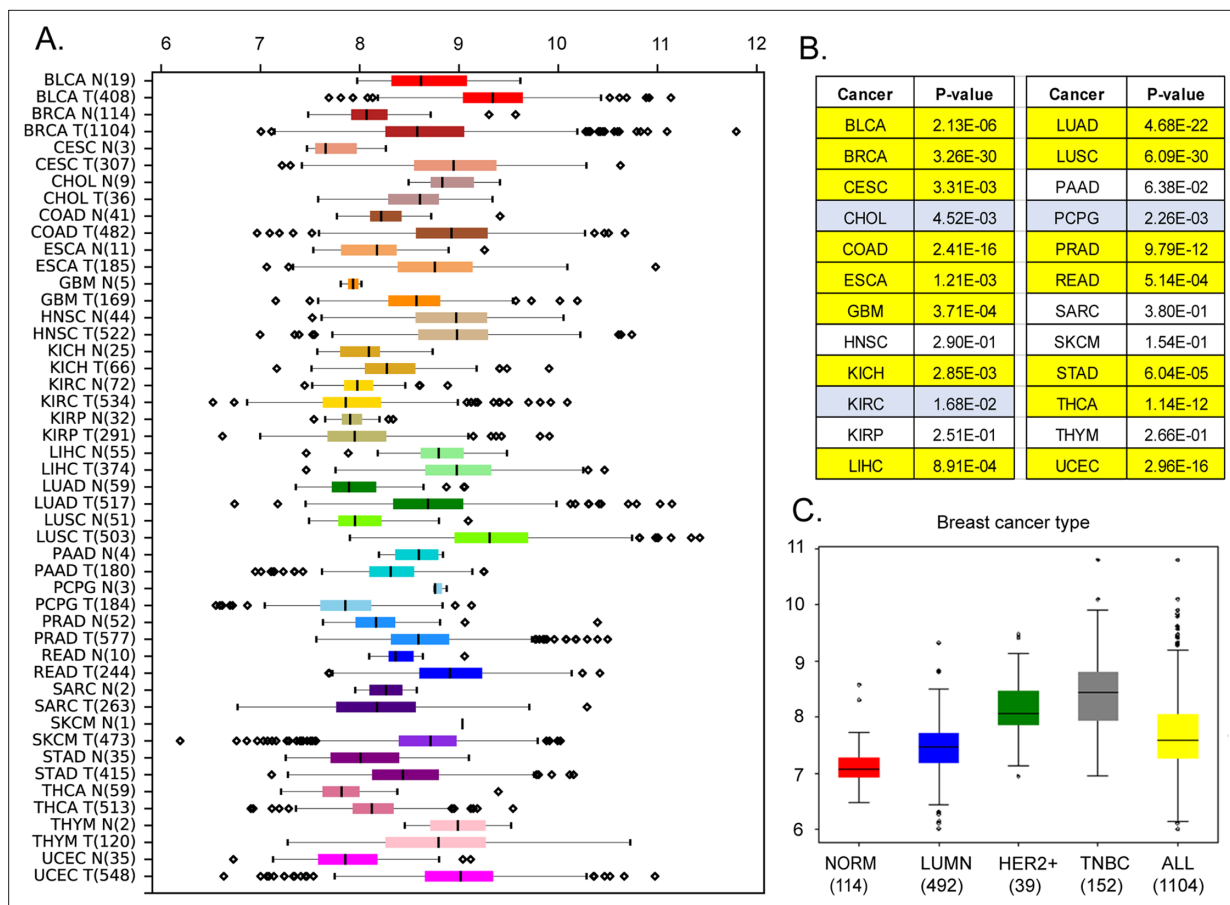 A.
6 7 8 9 10 11 12
BLCA N(19)
BLCA T(408)
BRCA N(114)
BRCA T(1104)
CESC N(3)
CESC T(307)
CHOL N(9)
CHOL T(36)
COAD N(41)
COAD T(482)
ESCA N(11)
ESCA T(185)
GBM N(5)
GBM T(169)
HNSC N(44)
HNSC T(522)
KICH N(25)
KICH T(66)
KIRC N(72)
KIRC T(534)
KIRP N(32)
KIRP T(291)
LIHC N(55)
LIHC T(374)
LUAD N(59)
LUAD T(517)
LUSC N(51)
LUSC T(503)
PAAD N(4)
PAAD T(180)
PCPG N(3)
PCPG T(184)
PRAD N(52)
PRAD T(577)
READ N(10)
READ T(244)
SARC N(2)
SARC T(263)
SKCM N(1)
SKCM T(473)
STAD N(35)
STAD T(415)
THCA N(59)
THCA T(513)
THYM N(2)
THYM T(120)
UCEC N(35)
UCEC T(548)
B.
Cancer P-value Cancer P-value
BLCA 2.13E-06 LUAD 4.68E-22
BRCA 3.26E-30 LUSC 6.09E-30
CESC 3.31E-03 PAAD 6.38E-02
CHOL 4.52E-03 PCPG 2.26E-03
COAD 2.41E-16 PRAD 9.79E-12
ESCA 1.21E-03 READ 5.14E-04
GBM 3.71E-04 SARC 3.80E-01
HNSC 2.90E-01 SKCM 1.54E-01
KICH 2.85E-03 STAD 6.04E-05
KIRC 1.68E-02 THCA 1.14E-12
KIRP 2.51E-01 THYM 2.66E-01
LIHC 8.91E-04 UCEC 2.96E-16
C.
Breast cancer type
11
10
9
8
7
6
NORM LUMN HER2+ TNBC ALL
(114) (492) (39) (152) (1104)